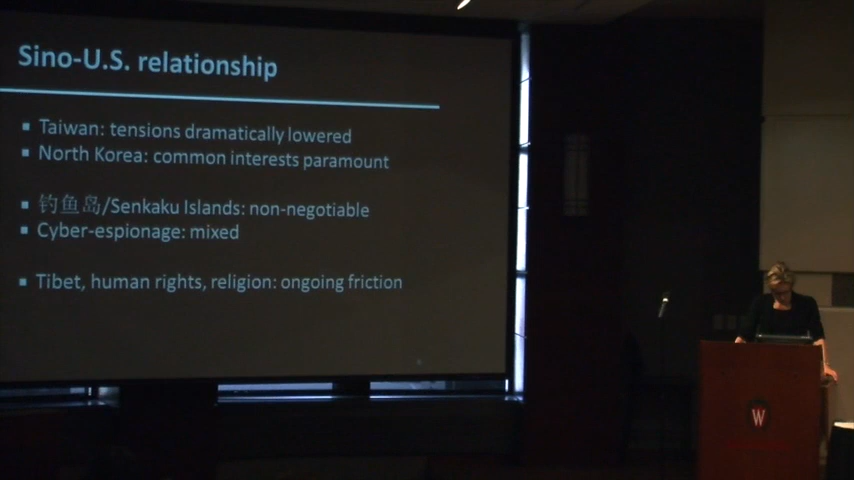 Sino-U.S. relationship
Taiwan: tensions dramatically lowered
North Korea: common interests paramount
钓鱼岛/Senkaku Islands: non-negotiable
Cyber-espionage: mixed
Tibet, human rights, religion: ongoing friction
W